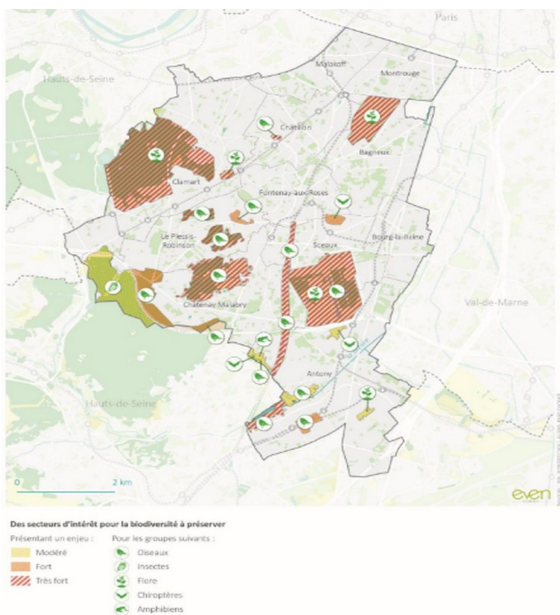 Paris
Hauts-de-Seine
Malakoff
Montrouge
Châtillon
Bagneux
Clamart
Fontenay-aux-Roses
Le Plessis-
Robinson
Sceaux
Bourg-la-Reine
Châtenay-Malabry
Val-de-Marne
Antony
Hauts-de-Seine
0 2 km
even
Des secteurs d'intérêt pour la biodiversité à préserver
Présentant un enjeu : Pour les groupes suivants :
Modéré Oiseaux
Fort Insectes
Très fort Flore
Chiroptères
Amphibiens